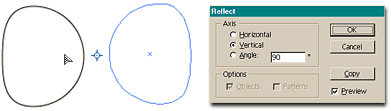 Reflect
Axis
Horizontal
Vertical
Angle: 90 °
Options
Objects Patterns
OK
Cancel
Copy
Preview